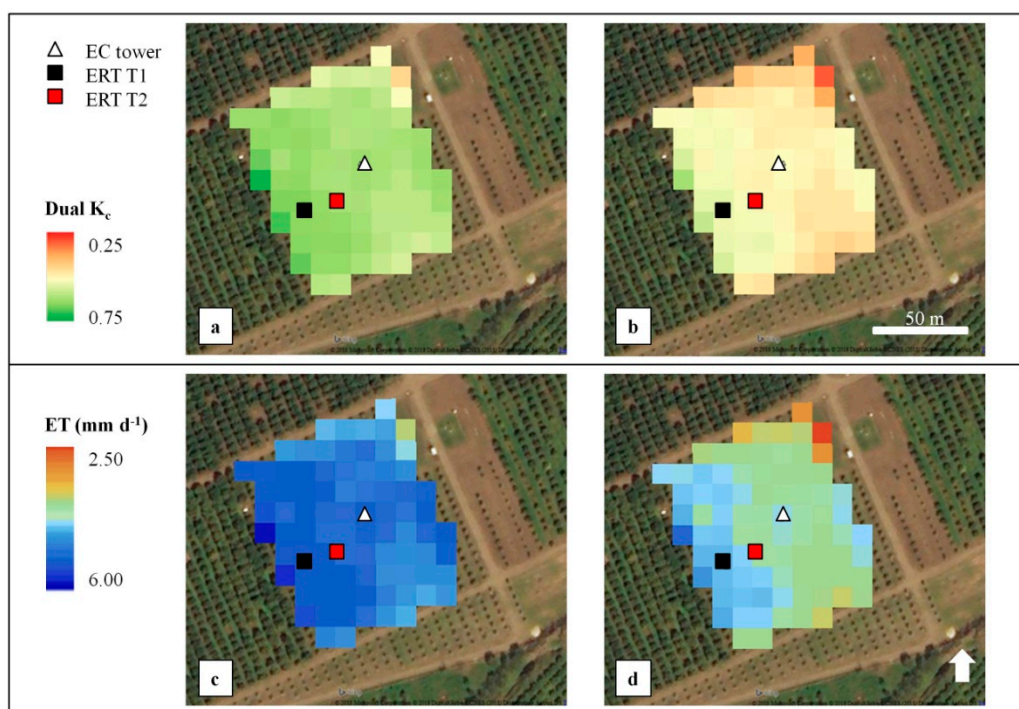 EC tower
ERT T1
ERT T2
Dual Kc
0.25
0.75
a
b
50 m
ET (mm d-1)
2.50
6.00
c
d